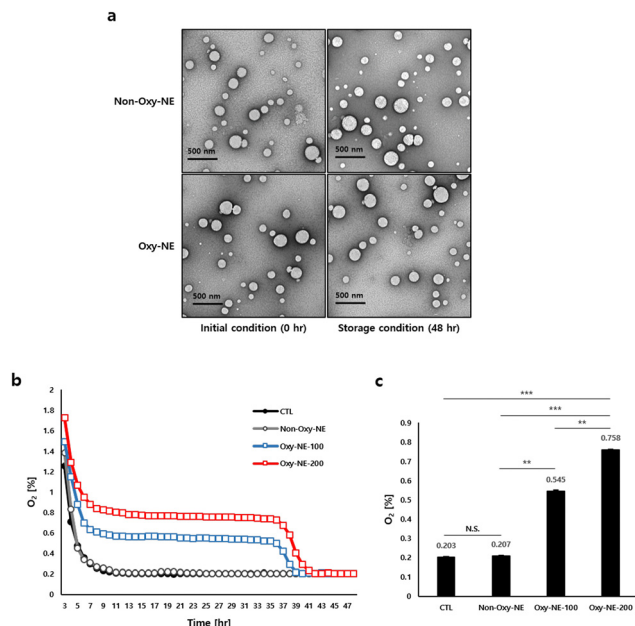 a
Non-Oxy-NE
500 nm
500 nm
Oxy-NE
500 nm
500 nm
Initial condition (0 hr)
Storage condition (48 hr)
b
2
1.8
1.6
1.4
1.2
1
0.8
0.6
0.4
0.2
0
O₂ [%]
CTL
Non-Oxy-NE
Oxy-NE-100
Oxy-NE-200
3 5 7 9 11 13 15 17 19 21 23 25 27 29 31 33 35 37 39 41 43 45 47
Time [hr]
c
***
***
**
**
N.S.
0.9
0.8
0.7
0.6
0.5
0.4
0.3
0.2
0.1
0
O₂ [%]
0.203
0.207
0.545
0.758
CTL Non-Oxy-NE Oxy-NE-100 Oxy-NE-200